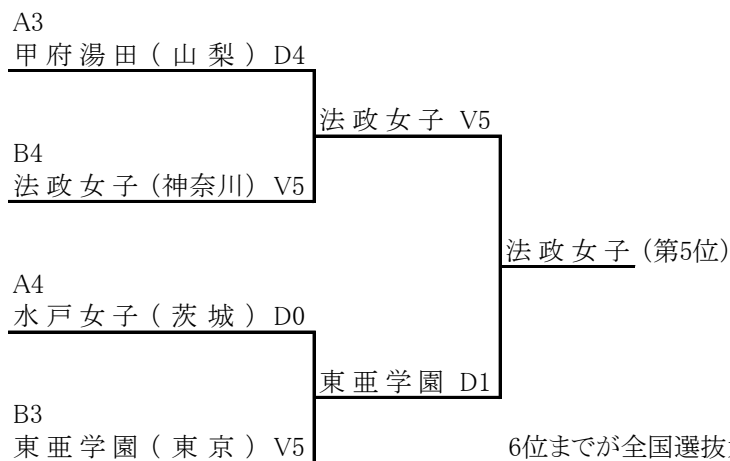 A3
甲府湯田(山梨) D4
法政女子 V5
B4
法政女子(神奈川) V5
法政女子(第5位)
A4
水戸女子(茨城) D0
東亜学園 D1
B3
東亜学園(東京) V5
6位までが全国選抜